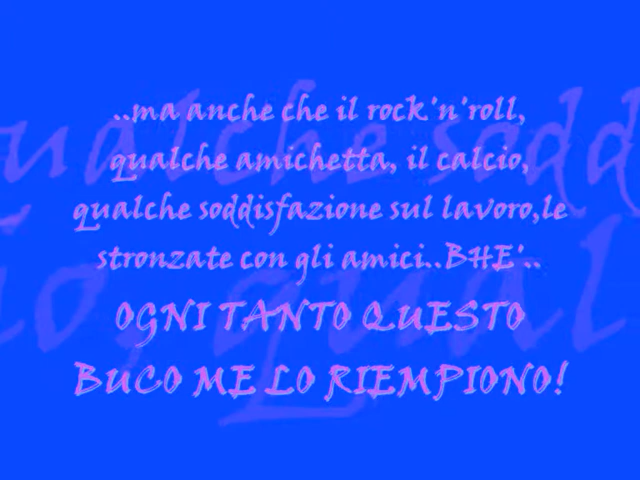 ..ma anche che il rock'n'roll,
qualche amichetta, il calcio,
qualche soddisfazione sul lavoro,le
stronzate con gli amici..BHE'..
OGNI TANTO QUESTO
BUCO ME LO RIEMPIONO!